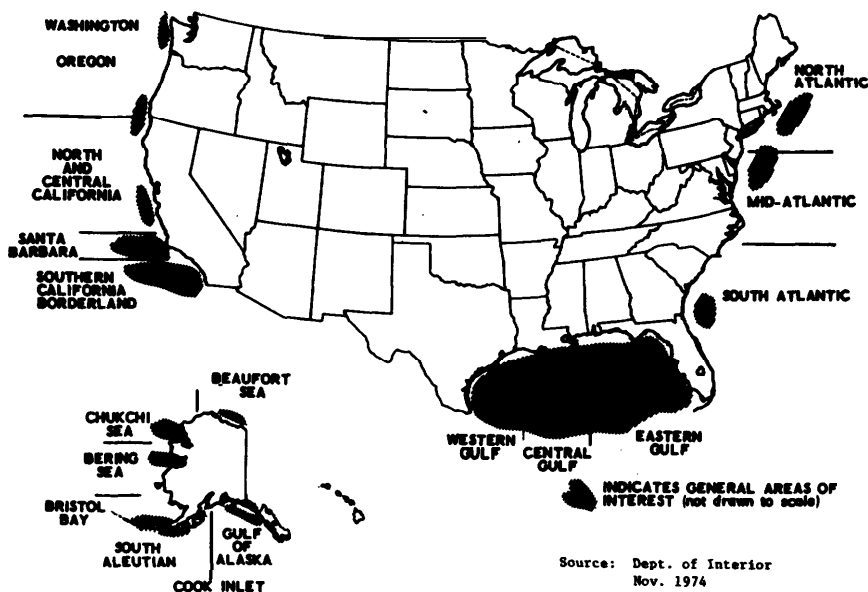 WASHINGTON
OREGON
NORTH
ATLANTIC
NORTH
AND
CENTRAL
CALIFORNIA
MID-ATLANTIC
SANTA
BARBARA
SOUTHERN
CALIFORNIA
BORDERLAND
SOUTH ATLANTIC
BEAUFORT
SEA
CHUKCHI
SEA
BERING
SEA
BRISTOL
BAY
SOUTH
ALEUTIAN
GULF
OF
ALASKA
COOK INLET
WESTERN
GULF
CENTRAL
GULF
EASTERN
GULF
INDICATES GENERAL AREAS OF
INTEREST (not drawn to scale)
Source: Dept. of Interior
Nov. 1974